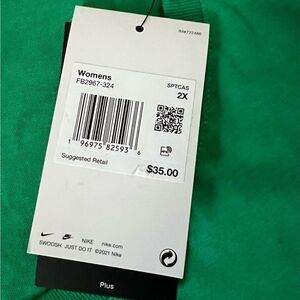 Womens
FB2967-324
SPTCAS
2X
1 96975 82593 6
Suggested Retail
$35.00
NIKE nike.com
SWOOSH. JUST DO IT ©2021 Nike
Plus